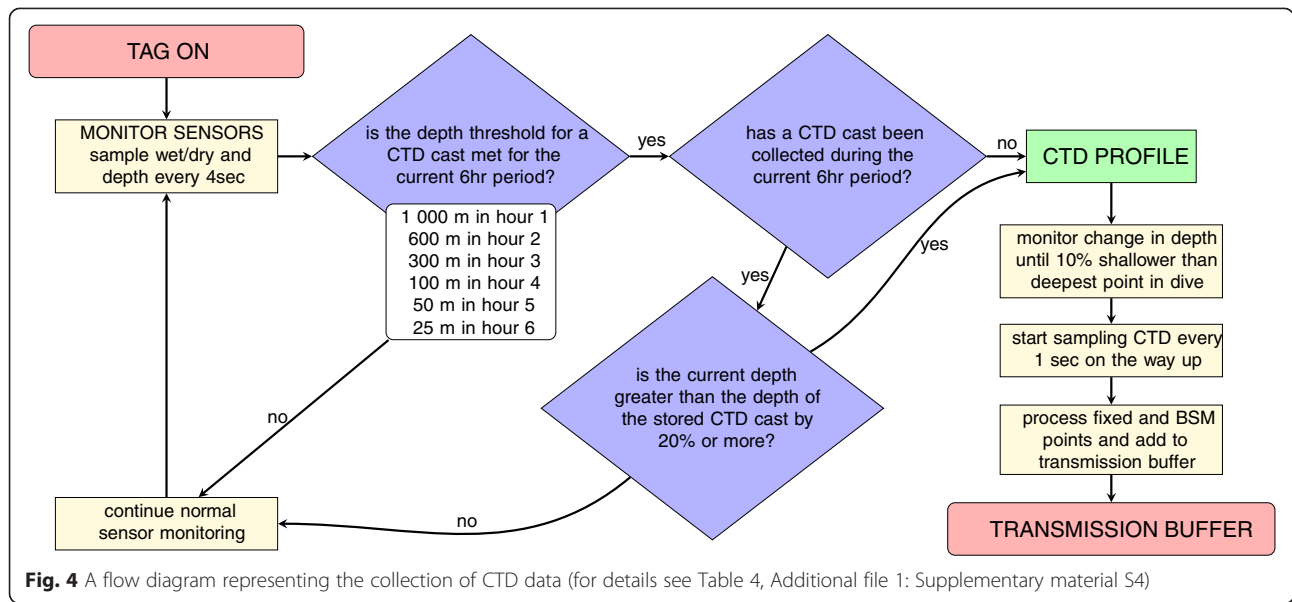 TAG ON
MONITOR SENSORS
sample wet/dry and
depth every 4sec
is the depth threshold for a
CTD cast met for the
current 6hr period?
1 000 m in hour 1
600 m in hour 2
300 m in hour 3
100 m in hour 4
50 m in hour 5
25 m in hour 6
yes
has a CTD cast been
collected during the
current 6hr period?
no
CTD PROFILE
yes
yes
monitor change in depth
until 10% shallower than
deepest point in dive
start sampling CTD every
1 sec on the way up
process fixed and BSM
points and add to
transmission buffer
TRANSMISSION BUFFER
is the current depth
greater than the depth of
the stored CTD cast by
20% or more?
no
no
continue normal
sensor monitoring
Fig. 4 A flow diagram representing the collection of CTD data (for details see Table 4, Additional file 1: Supplementary material S4)